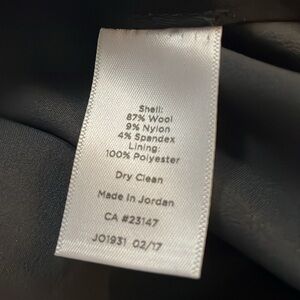 Shell:
87% Wool
9% Nylon
4% Spandex
Lining:
100% Polyester
Dry Clean
Made in Jordan
CA #23147
JO1931 02/17